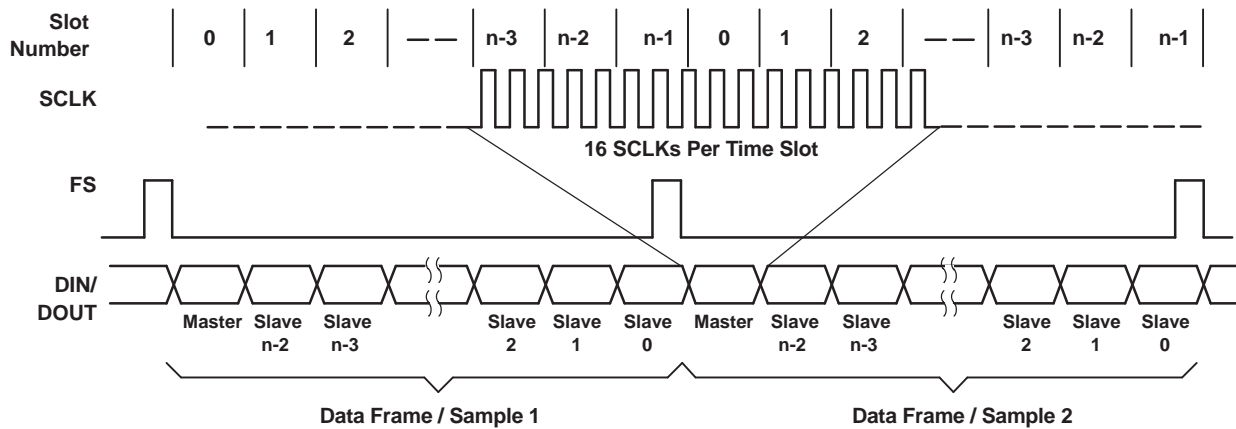 Slot Number
0 1 2 n-3 n-2 n-1 0 1 2 n-3 n-2 n-1
SCLK
16 SCLKs Per Time Slot
FS
DIN/
DOUT
Master Slave n-2 Slave n-3 Slave 2 Slave 1 Slave 0 Master Slave n-2 Slave n-3 Slave 2 Slave 1 Slave 0
Data Frame / Sample 1 Data Frame / Sample 2